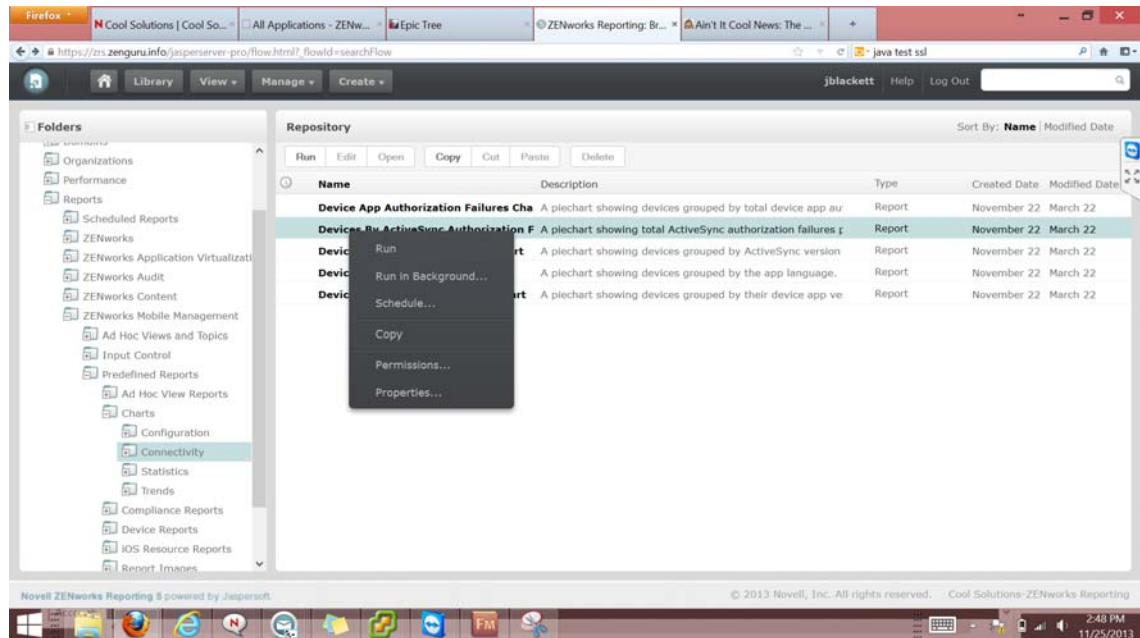 Firefox
Cool Solutions | Cool So...
All Applications - ZENw...
Epic Tree
ZENworks Reporting: Br...
Ain't It Cool News: The ...
https://zrs.zenguru.info/jasperserver-pro/flow.html?_flowId=searchFlow
java test ssl
Library View Manage Create jblackett Help Log Out
Folders
Organizations
Performance
Reports
Scheduled Reports
ZENworks
ZENworks Application Virtualizati
ZENworks Audit
ZENworks Content
ZENworks Mobile Management
Ad Hoc Views and Topics
Input Control
Predefined Reports
Ad Hoc View Reports
Charts
Configuration
Connectivity
Statistics
Trends
Compliance Reports
Device Reports
iOS Resource Reports
Report Images
Repository Sort By: Name Modified Date
Run Edit Open Copy Cut Paste Delete
Name Description Type Created Date Modified Date
Device App Authorization Failures Cha A piechart showing devices grouped by total device app au Report November 22 March 22
Devices By ActiveSync Authorization F A piechart showing total ActiveSync authorization failures p Report November 22 March 22
Devic rt A piechart showing devices grouped by ActiveSync version Report November 22 March 22
Devic A piechart showing devices grouped by the app language. Report November 22 March 22
Devic art A piechart showing devices grouped by their device app ve Report November 22 March 22
Run
Run in Background...
Schedule...
Copy
Permissions...
Properties...
Novell ZENworks Reporting 5 powered by Jaspersoft.
© 2013 Novell, Inc. All rights reserved. Cool Solutions-ZENworks Reporting
FM
2:48 PM
11/25/2013